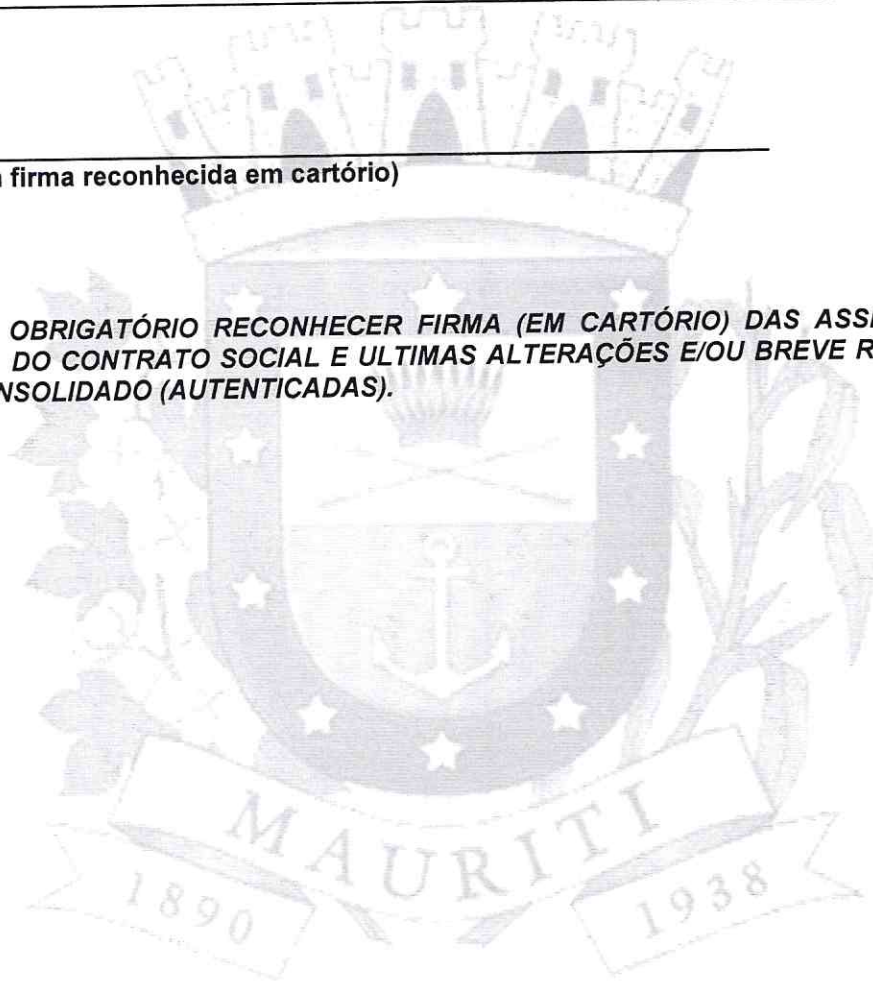 firma reconhecida em cartório)
OBRIGATÓRIO RECONHECER FIRMA (EM CARTÓRIO) DAS
DO CONTRATO SOCIAL E ULTIMAS ALTERAÇÕES E/OU BREVE
NSOLIDADO (AUTENTICADAS).
MAURITI
1890
1938